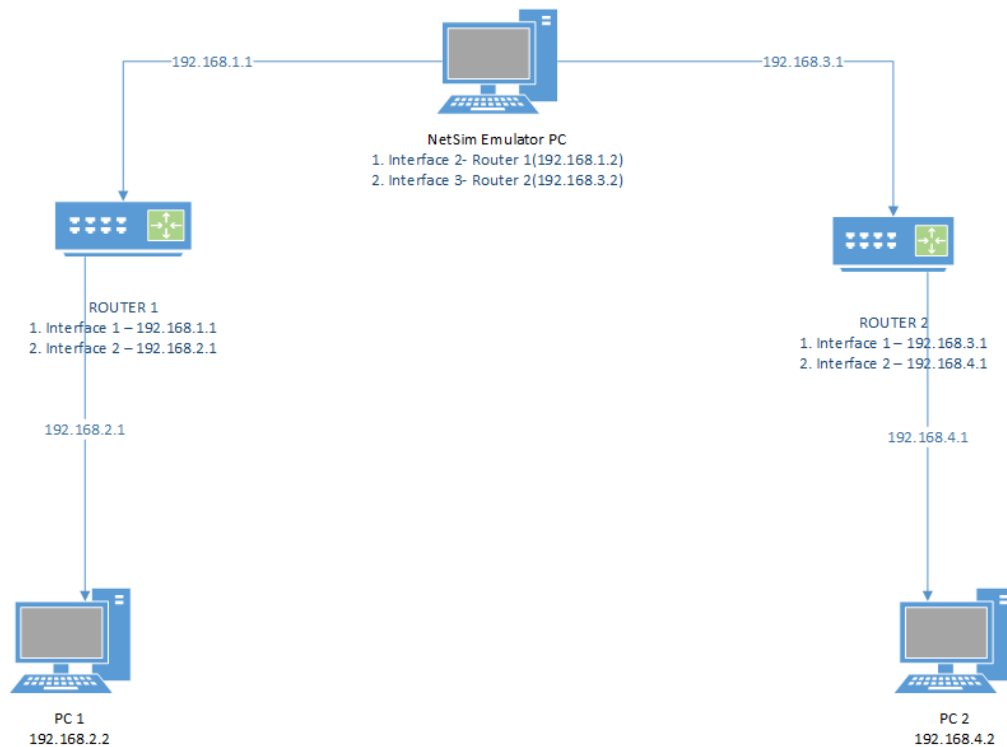 192.168.1.1
192.168.3.1
NetSim Emulator PC
1. Interface 2- Router 1(192.168.1.2)
2. Interface 3- Router 2(192.168.3.2)
ROUTER 1
1. Interface 1 – 192.168.1.1
2. Interface 2 – 192.168.2.1
ROUTER 2
1. Interface 1 – 192.168.3.1
2. Interface 2 – 192.168.4.1
192.168.2.1
192.168.4.1
PC 1
192.168.2.2
PC 2
192.168.4.2